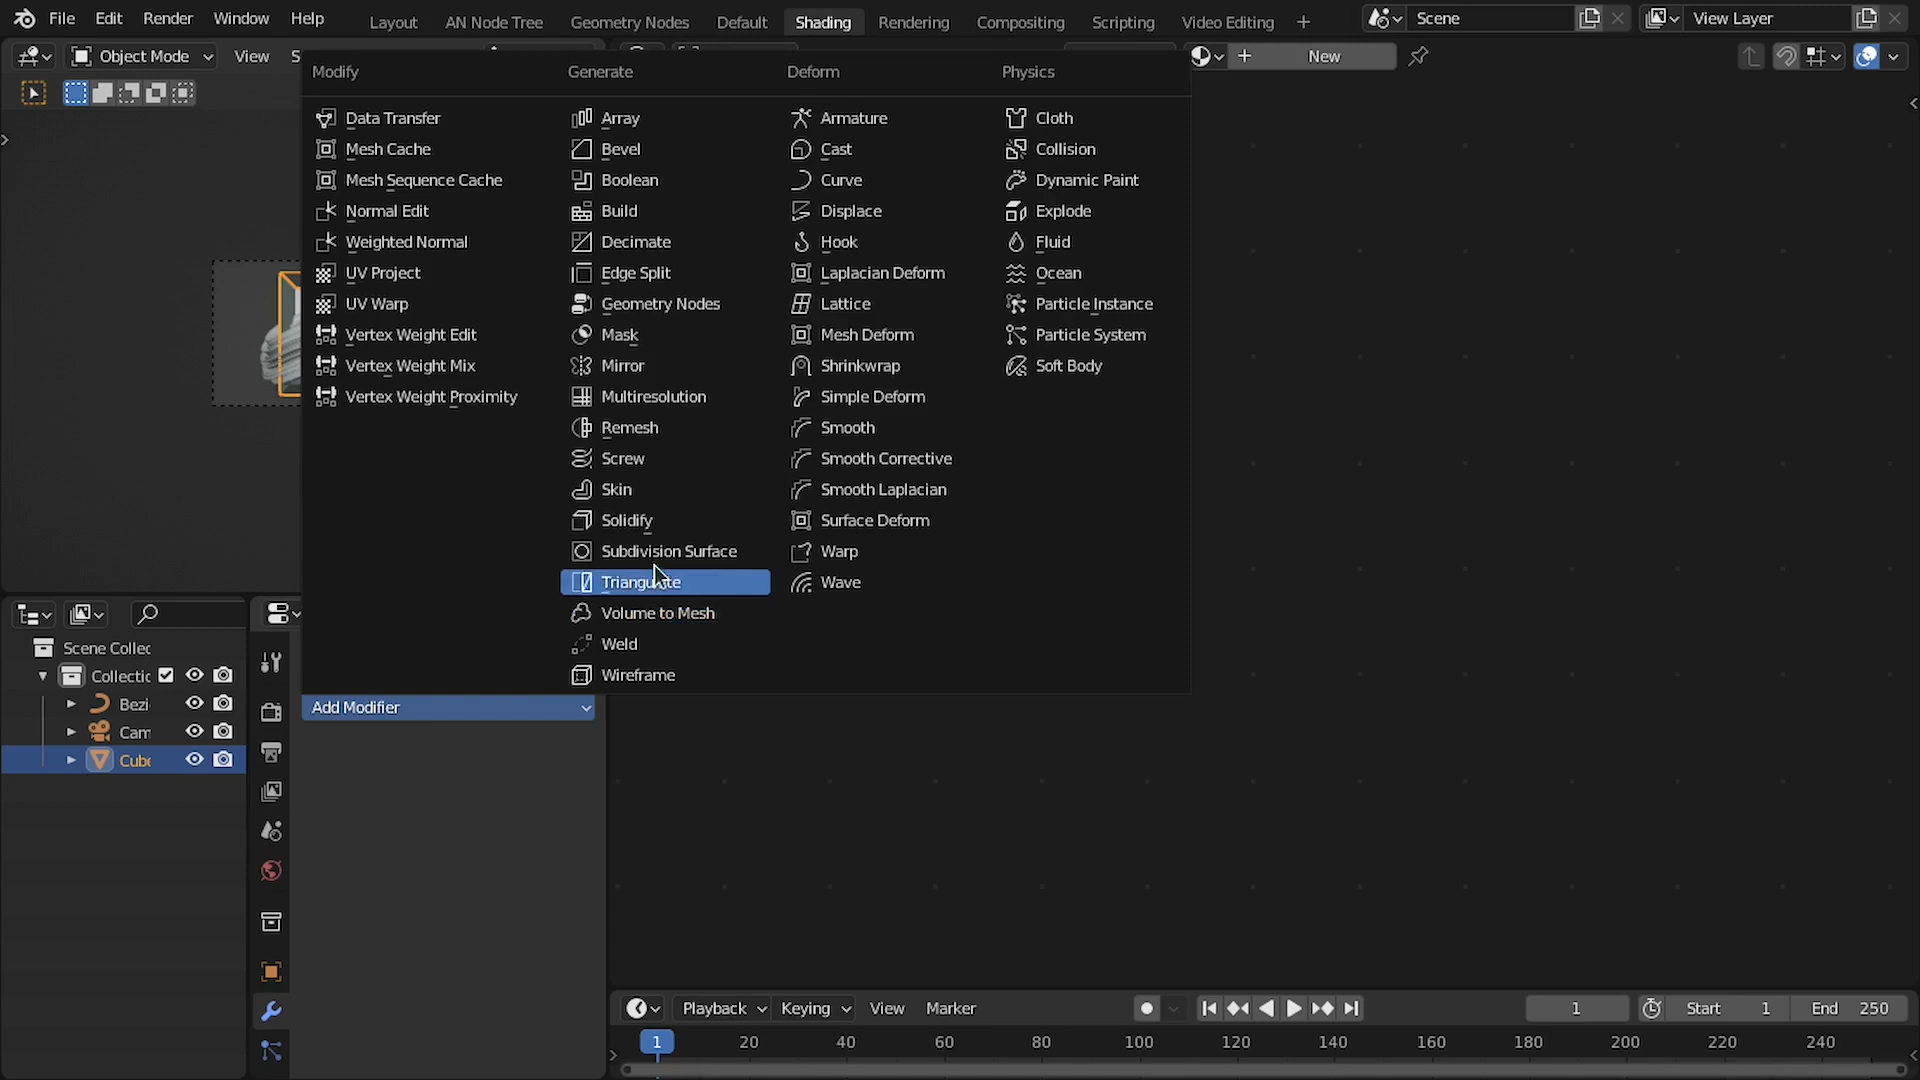 File Edit Render Window Help
Layout AN Node Tree Geometry Nodes Default Shading Rendering Compositing Scripting Video Editing +
Scene
View Layer
Object Mode View S
New
Modify
Data Transfer
Mesh Cache
Mesh Sequence Cache
Normal Edit
Weighted Normal
UV Project
UV Warp
Vertex Weight Edit
Vertex Weight Mix
Vertex Weight Proximity
Generate
Array
Bevel
Boolean
Build
Decimate
Edge Split
Geometry Nodes
Mask
Mirror
Multiresolution
Remesh
Screw
Skin
Solidify
Subdivision Surface
Triangulate
Volume to Mesh
Weld
Wireframe
Deform
Armature
Cast
Curve
Displace
Hook
Laplacian Deform
Lattice
Mesh Deform
Shrinkwrap
Simple Deform
Smooth
Smooth Corrective
Smooth Laplacian
Surface Deform
Warp
Wave
Physics
Cloth
Collision
Dynamic Paint
Explode
Fluid
Ocean
Particle Instance
Particle System
Soft Body
Add Modifier
Scene Collec
Collectic
Bezi
Cam
Cube
Playback Keying View Marker
1 Start 1 End 250
1 20 40 60 80 100 120 140 160 180 200 220 240